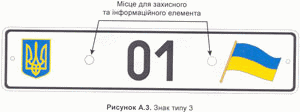 Місце для захисного
та інформаційного елемента
01
Рисунок А.3. Знак типу 3